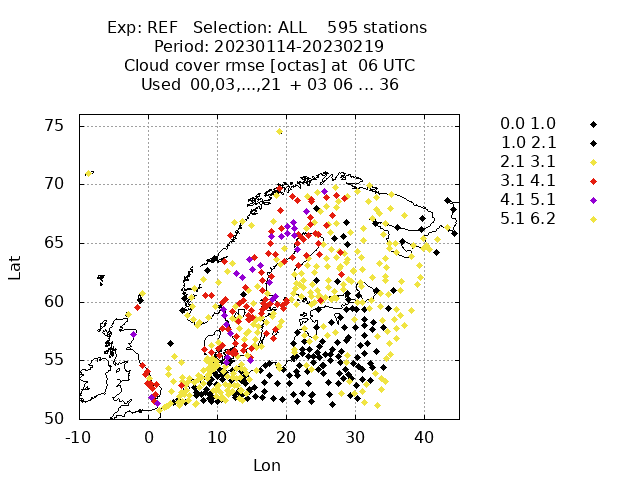 Exp: REF   Selection: ALL    595 stations
Period: 20230114-20230219
Cloud cover rmse [octas] at  06 UTC
Used  00,03,...,21  + 03 06 ... 36
75
70
65
60
55
50
Lat
-10 0 10 20 30 40
Lon
0.0 1.0
1.0 2.1
2.1 3.1
3.1 4.1
4.1 5.1
5.1 6.2